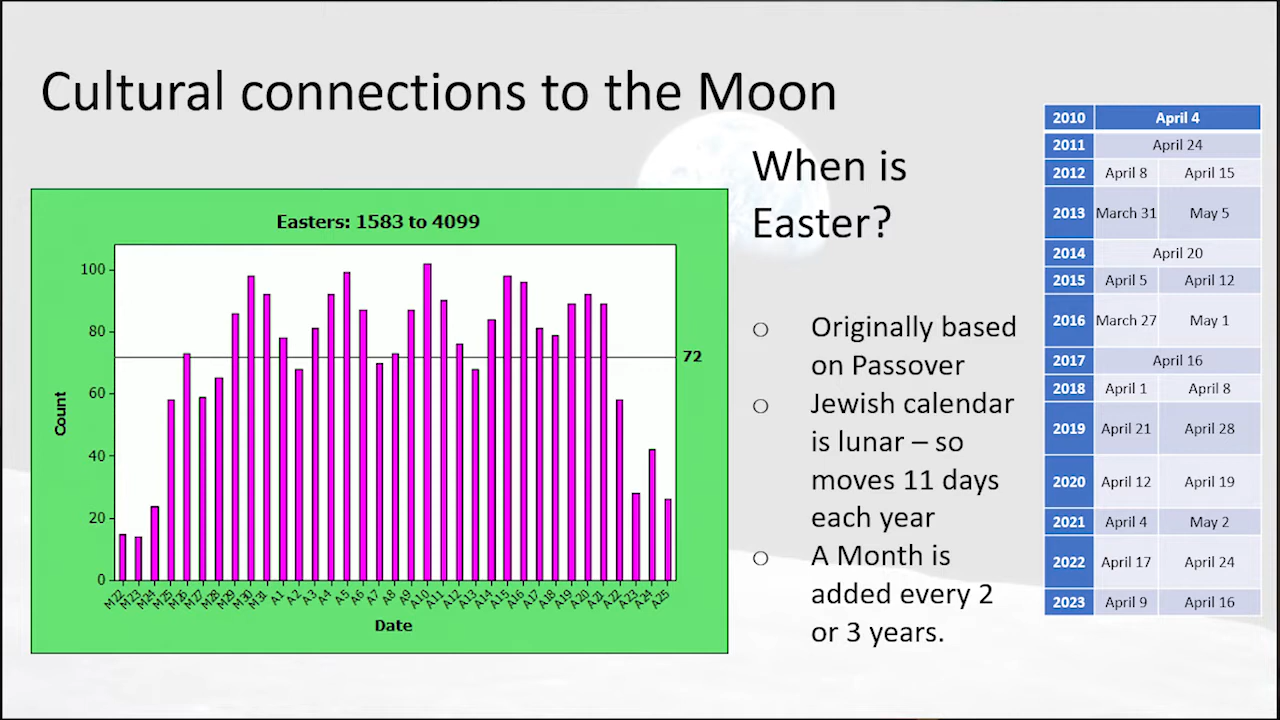 Cultural connections to the Moon
When is
Easter?
Easters: 1583 to 4099
100
80
60
40
20
0
72
Count
M22 M23 M24 M25 M26 M27 M28 M29 M30 M31 A1 A2 A3 A4 A5 A6 A7 A8 A9 A10 A11 A12 A13 A14 A15 A16 A17 A18 A19 A20 A21 A22 A23 A24 A25
Date
○ Originally based
on Passover
○ Jewish calendar
is lunar – so
moves 11 days
each year
○ A Month is
added every 2
or 3 years.
2010 April 4
2011 April 24
2012 April 8 April 15
2013 March 31 May 5
2014 April 20
2015 April 5 April 12
2016 March 27 May 1
2017 April 16
2018 April 1 April 8
2019 April 21 April 28
2020 April 12 April 19
2021 April 4 May 2
2022 April 17 April 24
2023 April 9 April 16